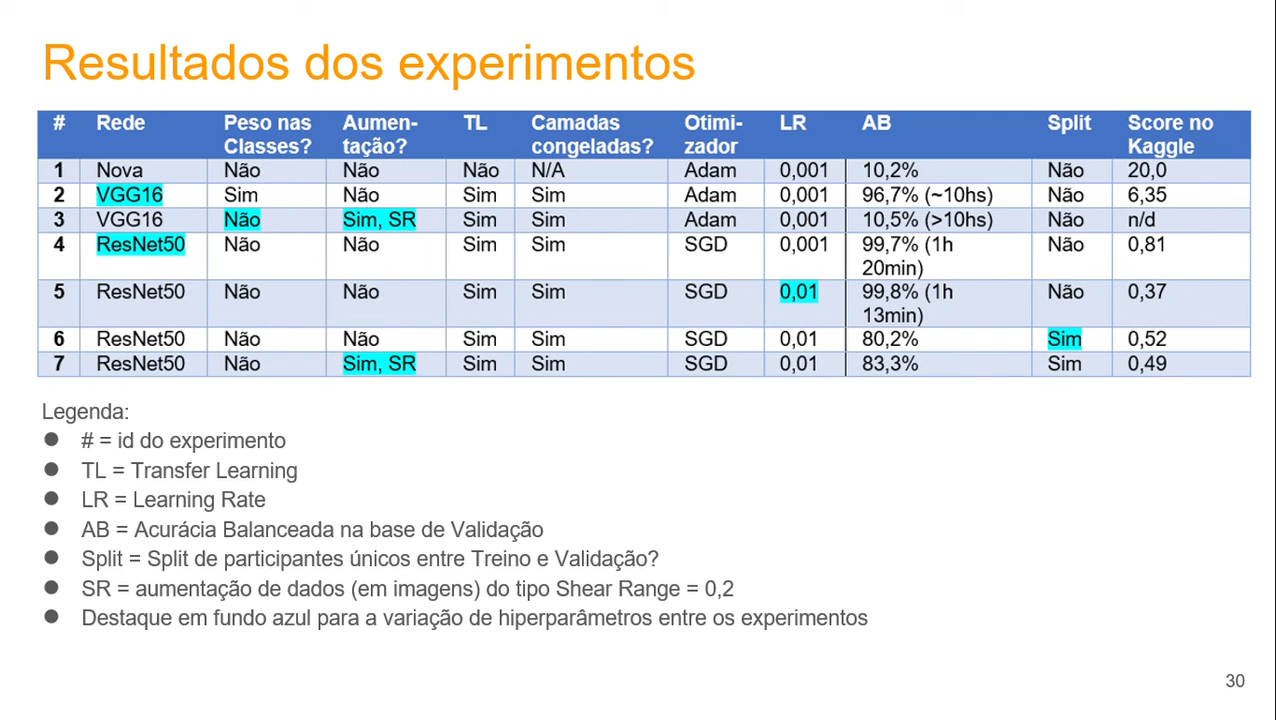 Resultados dos experimentos
# Rede Peso nas Classes? Aumen-tação? TL Camadas congeladas? Otimi-zador LR AB Split Score no Kaggle
1 Nova Não Não Não N/A Adam 0,001 10,2% Não 20,0
2 VGG16 Sim Não Sim Sim Adam 0,001 96,7% (~10hs) Não 6,35
3 VGG16 Não Sim, SR Sim Sim Adam 0,001 10,5% (>10hs) Não n/d
4 ResNet50 Não Não Sim Sim SGD 0,001 99,7% (1h 20min) Não 0,81
5 ResNet50 Não Não Sim Sim SGD 0,01 99,8% (1h 13min) Não 0,37
6 ResNet50 Não Não Sim Sim SGD 0,01 80,2% Sim 0,52
7 ResNet50 Não Sim, SR Sim Sim SGD 0,01 83,3% Sim 0,49
Legenda:
● # = id do experimento
● TL = Transfer Learning
● LR = Learning Rate
● AB = Acurácia Balanceada na base de Validação
● Split = Split de participantes únicos entre Treino e Validação?
● SR = aumentação de dados (em imagens) do tipo Shear Range = 0,2
● Destaque em fundo azul para a variação de hiperparâmetros entre os experimentos
30